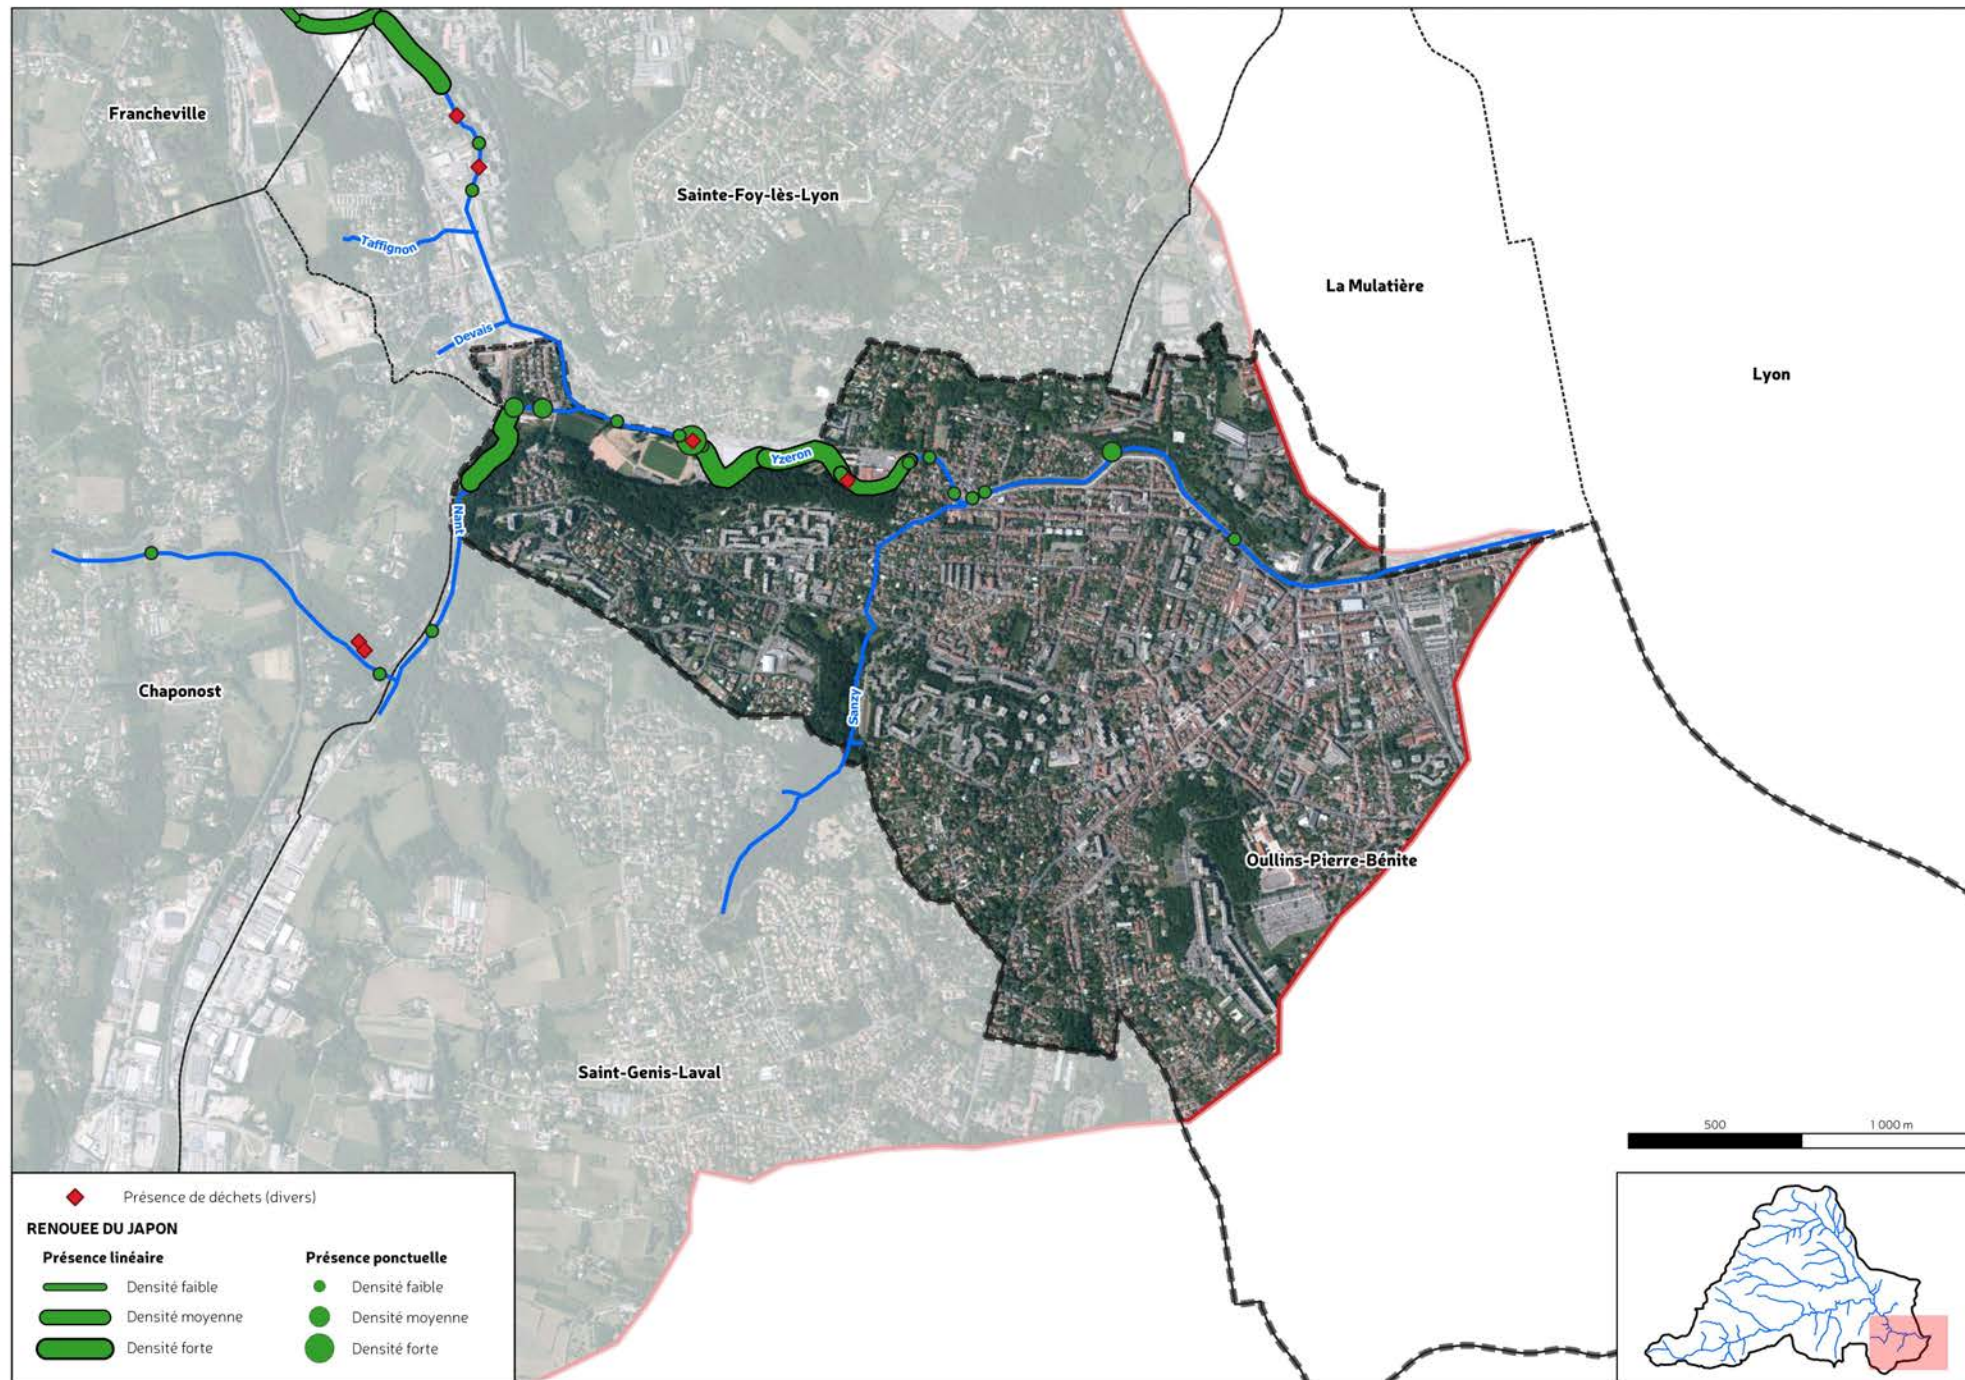 Francheville
Sainte-Foy-lès-Lyon
Taffignon
La Mulatière
Devais
Lyon
Yzeron
Nant
Chaponost
Sanzy
Oullins-Pierre-Bénite
Saint-Genis-Laval
500
1 000 m
Présence de déchets (divers)
RENOUEE DU JAPON
Présence linéaire
Présence ponctuelle
Densité faible
Densité faible
Densité moyenne
Densité moyenne
Densité forte
Densité forte